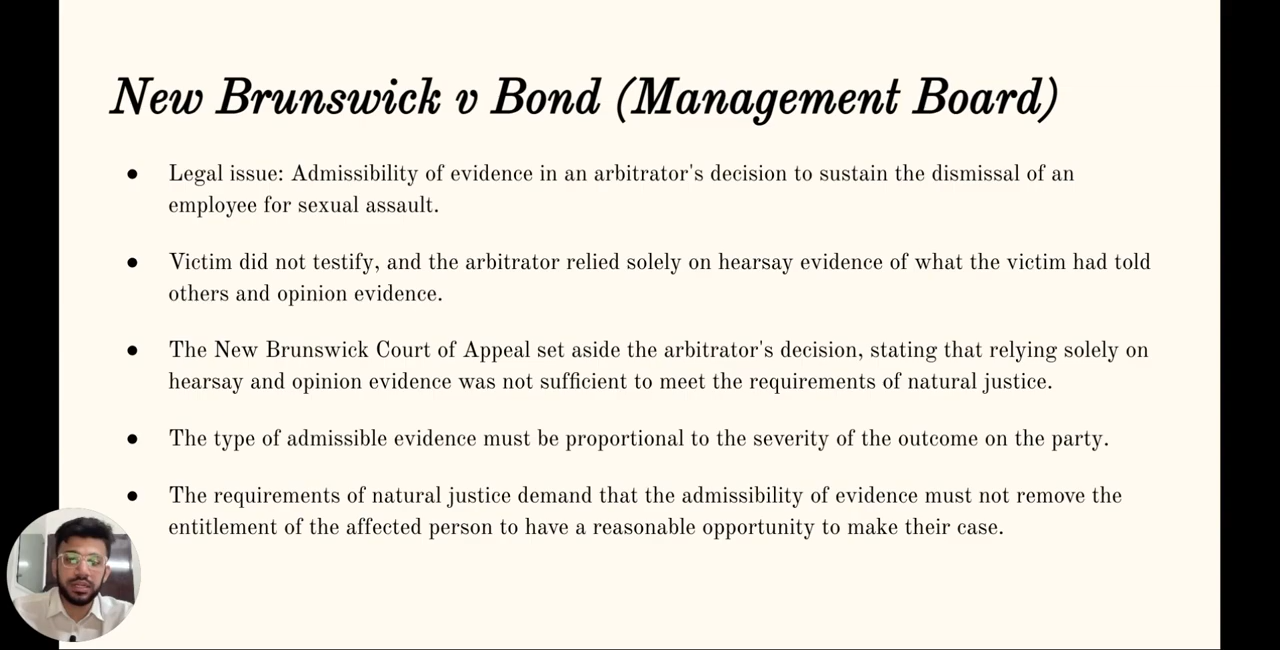 New Brunswick v Bond (Management Board)
● Legal issue: Admissibility of evidence in an arbitrator's decision to sustain the dismissal of an
employee for sexual assault.
● Victim did not testify, and the arbitrator relied solely on hearsay evidence of what the victim had told
others and opinion evidence.
● The New Brunswick Court of Appeal set aside the arbitrator's decision, stating that relying solely on
hearsay and opinion evidence was not sufficient to meet the requirements of natural justice.
● The type of admissible evidence must be proportional to the severity of the outcome on the party.
● The requirements of natural justice demand that the admissibility of evidence must not remove the
entitlement of the affected person to have a reasonable opportunity to make their case.